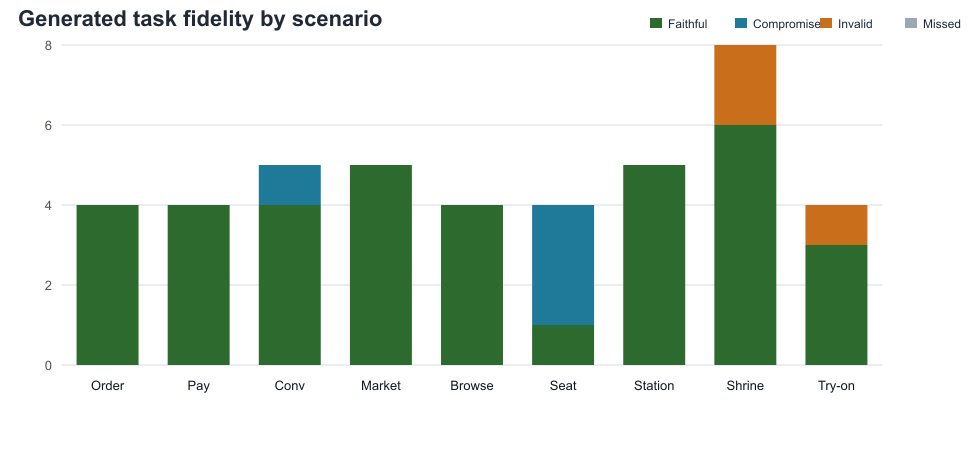 Generated task fidelity by scenario
Faithful Compromise Invalid Missed
8
6
4
2
0
Order Pay Conv Market Browse Seat Station Shrine Try-on